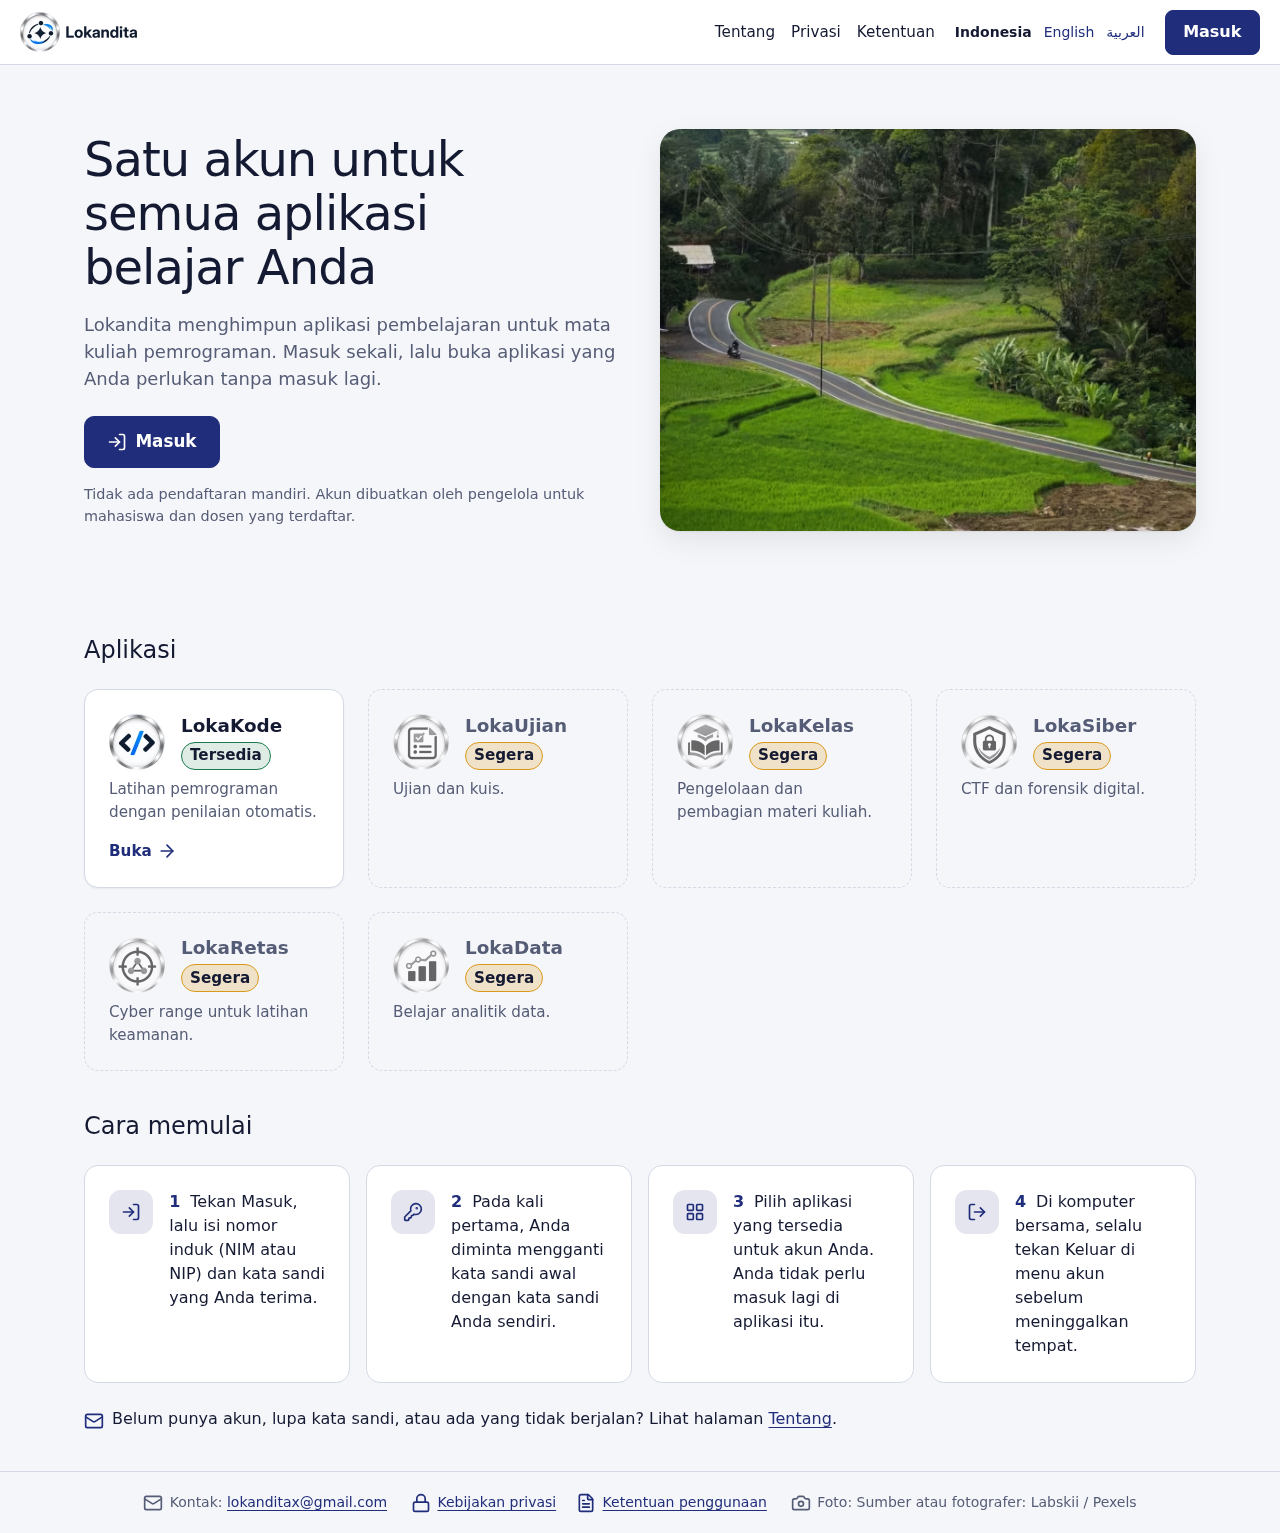 Lokandita
Tentang Privasi Ketentuan Indonesia English العربية Masuk
Satu akun untuk
semua aplikasi
belajar Anda
Lokandita menghimpun aplikasi pembelajaran untuk mata
kuliah pemrograman. Masuk sekali, lalu buka aplikasi yang
Anda perlukan tanpa masuk lagi.
Masuk
Tidak ada pendaftaran mandiri. Akun dibuatkan oleh pengelola untuk
mahasiswa dan dosen yang terdaftar.
Aplikasi
LokaKode
Tersedia
Latihan pemrograman
dengan penilaian otomatis.
Buka
LokaUjian
Segera
Ujian dan kuis.
LokaKelas
Segera
Pengelolaan dan
pembagian materi kuliah.
LokaSiber
Segera
CTF dan forensik digital.
LokaRetas
Segera
Cyber range untuk latihan
keamanan.
LokaData
Segera
Belajar analitik data.
Cara memulai
1 Tekan Masuk,
lalu isi nomor
induk (NIM atau
NIP) dan kata sandi
yang Anda terima.
2 Pada kali
pertama, Anda
diminta mengganti
kata sandi awal
dengan kata sandi
Anda sendiri.
3 Pilih aplikasi
yang tersedia
untuk akun Anda.
Anda tidak perlu
masuk lagi di
aplikasi itu.
4 Di komputer
bersama, selalu
tekan Keluar di
menu akun
sebelum
meninggalkan
tempat.
Belum punya akun, lupa kata sandi, atau ada yang tidak berjalan? Lihat halaman Tentang.
Kontak: lokanditax@gmail.com Kebijakan privasi Ketentuan penggunaan Foto: Sumber atau fotografer: Labskii / Pexels